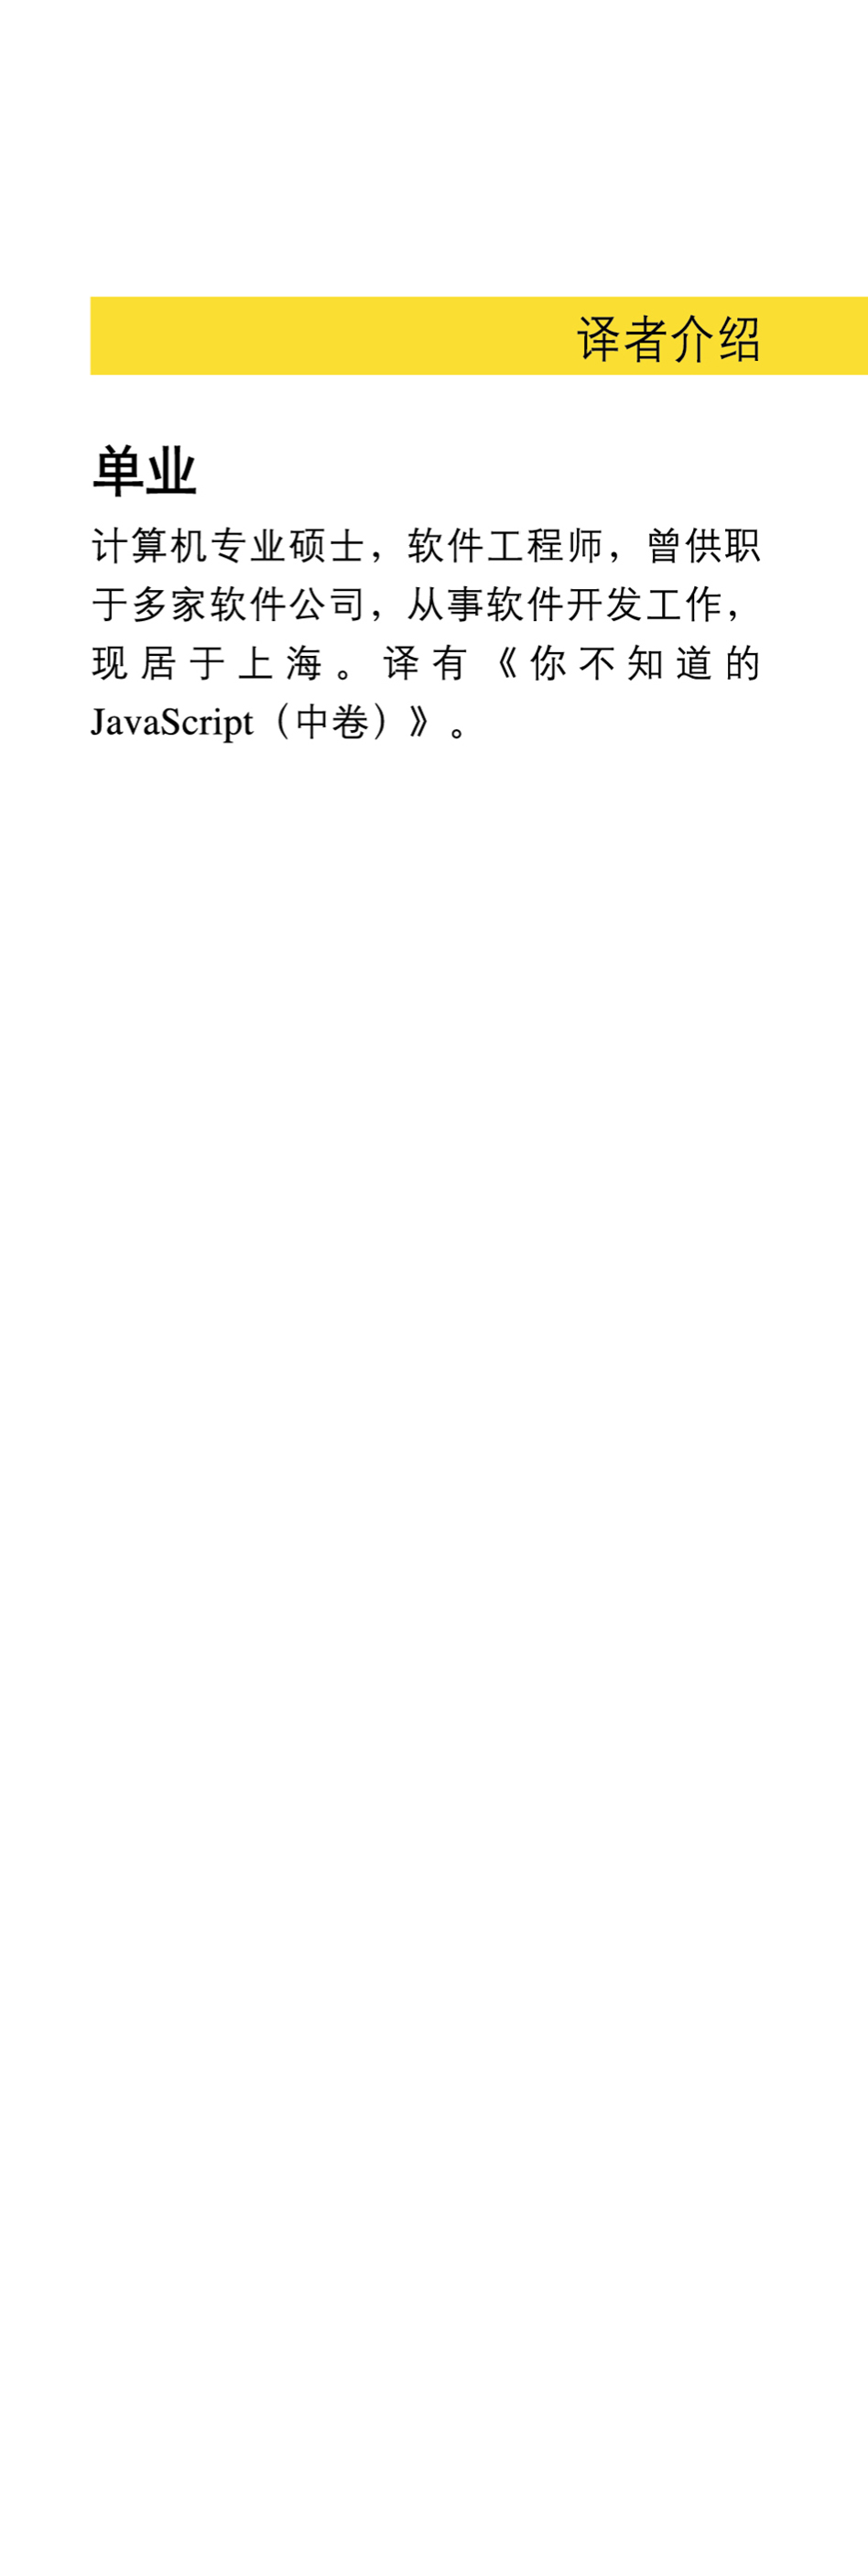 译者介绍
单业
计算机专业硕士，软件工程师，曾供职
于多家软件公司，从事软件开发工作，
现居于上海。译有《你不知道的
JavaScript（中卷）》。